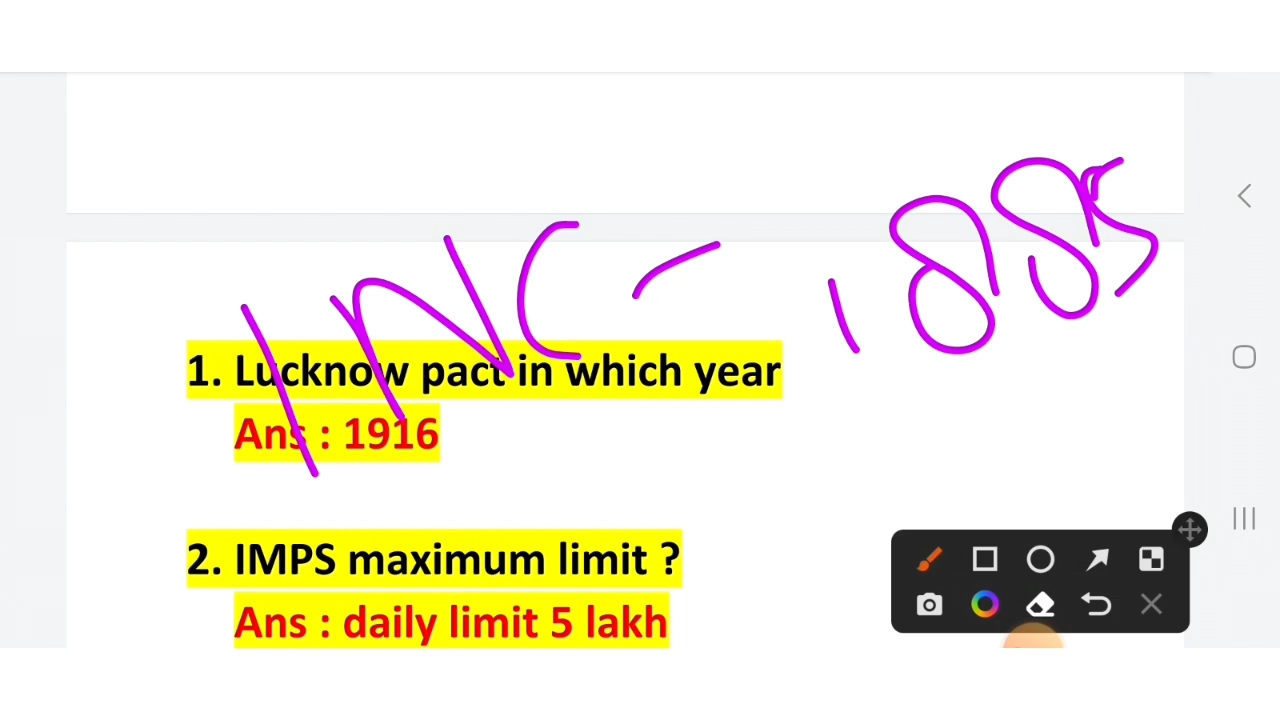 INC - 1885
1. Lucknow pact in which year
Ans : 1916
2. IMPS maximum limit ?
Ans : daily limit 5 lakh